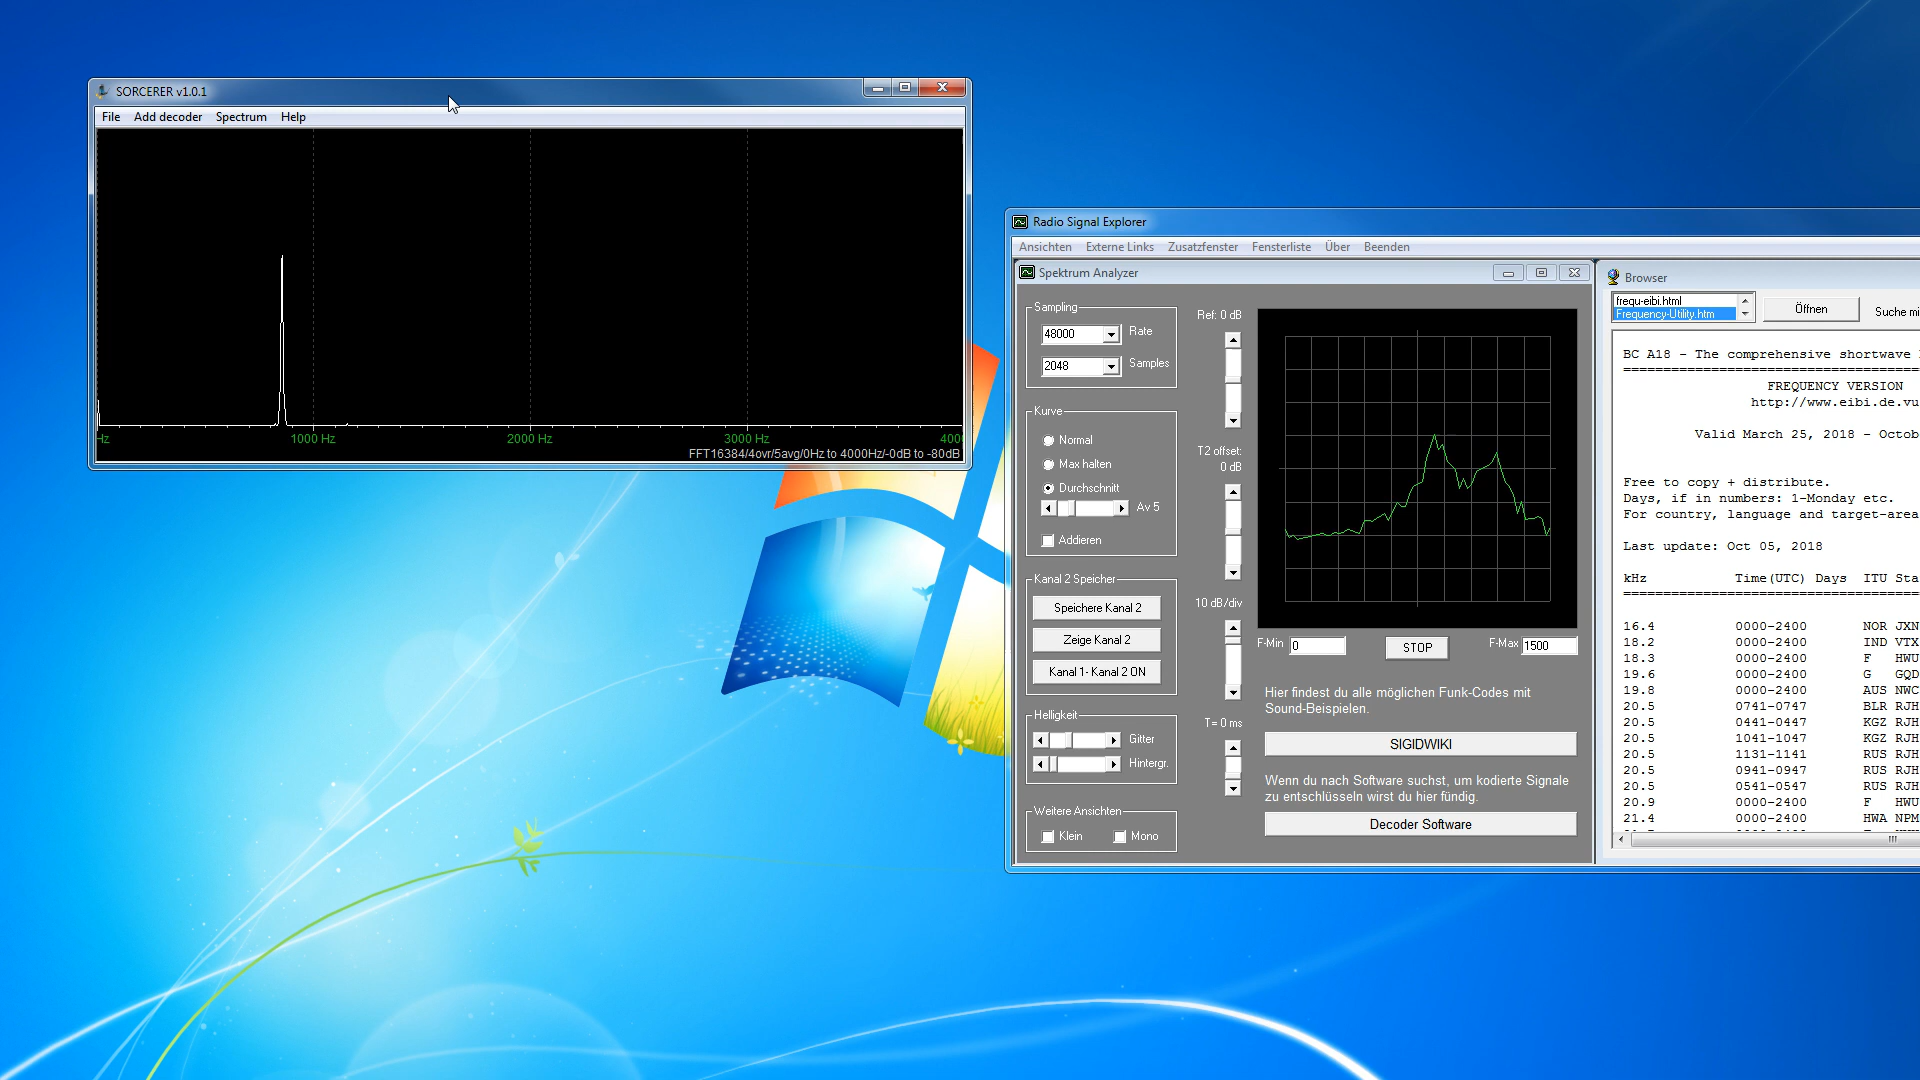 SORCERER v1.0.1
File Add decoder Spectrum Help
Hz 1000 Hz 2000 Hz 3000 Hz 400
FFT16384/4ovr/5avg/0Hz to 4000Hz/-0dB to -80dB
Radio Signal Explorer
Ansichten Externe Links Zusatzfenster Fensterliste Über Beenden
Spektrum Analyzer
Sampling
48000 Rate
2048 Samples
Kurve
Normal
Max halten
Durchschnitt
Av 5
Addieren
Kanal 2 Speicher
Speichere Kanal 2
Zeige Kanal 2
Kanal 1- Kanal 2 ON
Helligkeit
Gitter
Hintergr.
Weitere Ansichten
Klein Mono
Ref: 0 dB
T2 offset:
0 dB
10 dB/div
T= 0 ms
F-Min 0 STOP F-Max 1500
Hier findest du alle möglichen Funk-Codes mit
Sound-Beispielen.
SIGIDWIKI
Wenn du nach Software suchst, um kodierte Signale
zu entschlüsseln wirst du hier fündig.
Decoder Software
Browser
frequ-eibi.html
Frequency-Utility.htm
Öffnen Suche mi
BC A18 - The comprehensive shortwave
==========================================
FREQUENCY VERSION
http://www.eibi.de.vu
Valid March 25, 2018 - Octob
Free to copy + distribute.
Days, if in numbers: 1-Monday etc.
For country, language and target-area
Last update: Oct 05, 2018
kHz Time(UTC) Days ITU Sta
==========================================
16.4 0000-2400 NOR JXN
18.2 0000-2400 IND VTX
18.3 0000-2400 F HWU
19.6 0000-2400 G GQD
19.8 0000-2400 AUS NWC
20.5 0741-0747 BLR RJH
20.5 0441-0447 KGZ RJH
20.5 1041-1047 KGZ RJH
20.5 1131-1141 RUS RJH
20.5 0941-0947 RUS RJH
20.5 0541-0547 RUS RJH
20.9 0000-2400 F HWU
21.4 0000-2400 HWA NPM